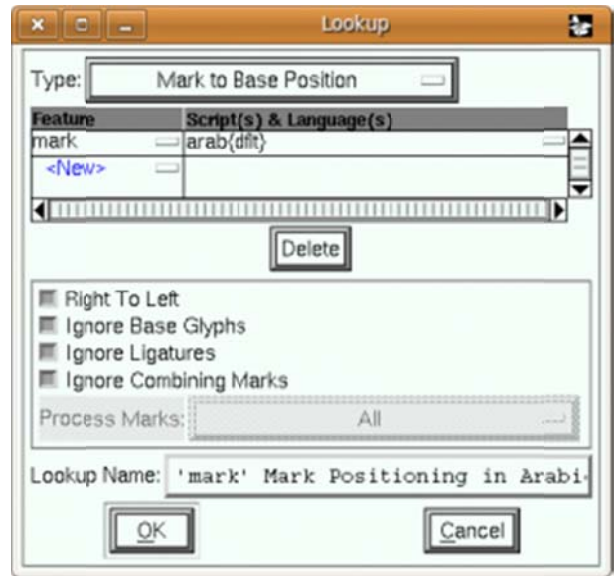 Lookup
Type: Mark to Base Position
Feature Script(s) & Language(s)
mark arab{dflt}
<New>
Delete
Right To Left
Ignore Base Glyphs
Ignore Ligatures
Ignore Combining Marks
Process Marks: All
Lookup Name: 'mark' Mark Positioning in Arabi
OK Cancel